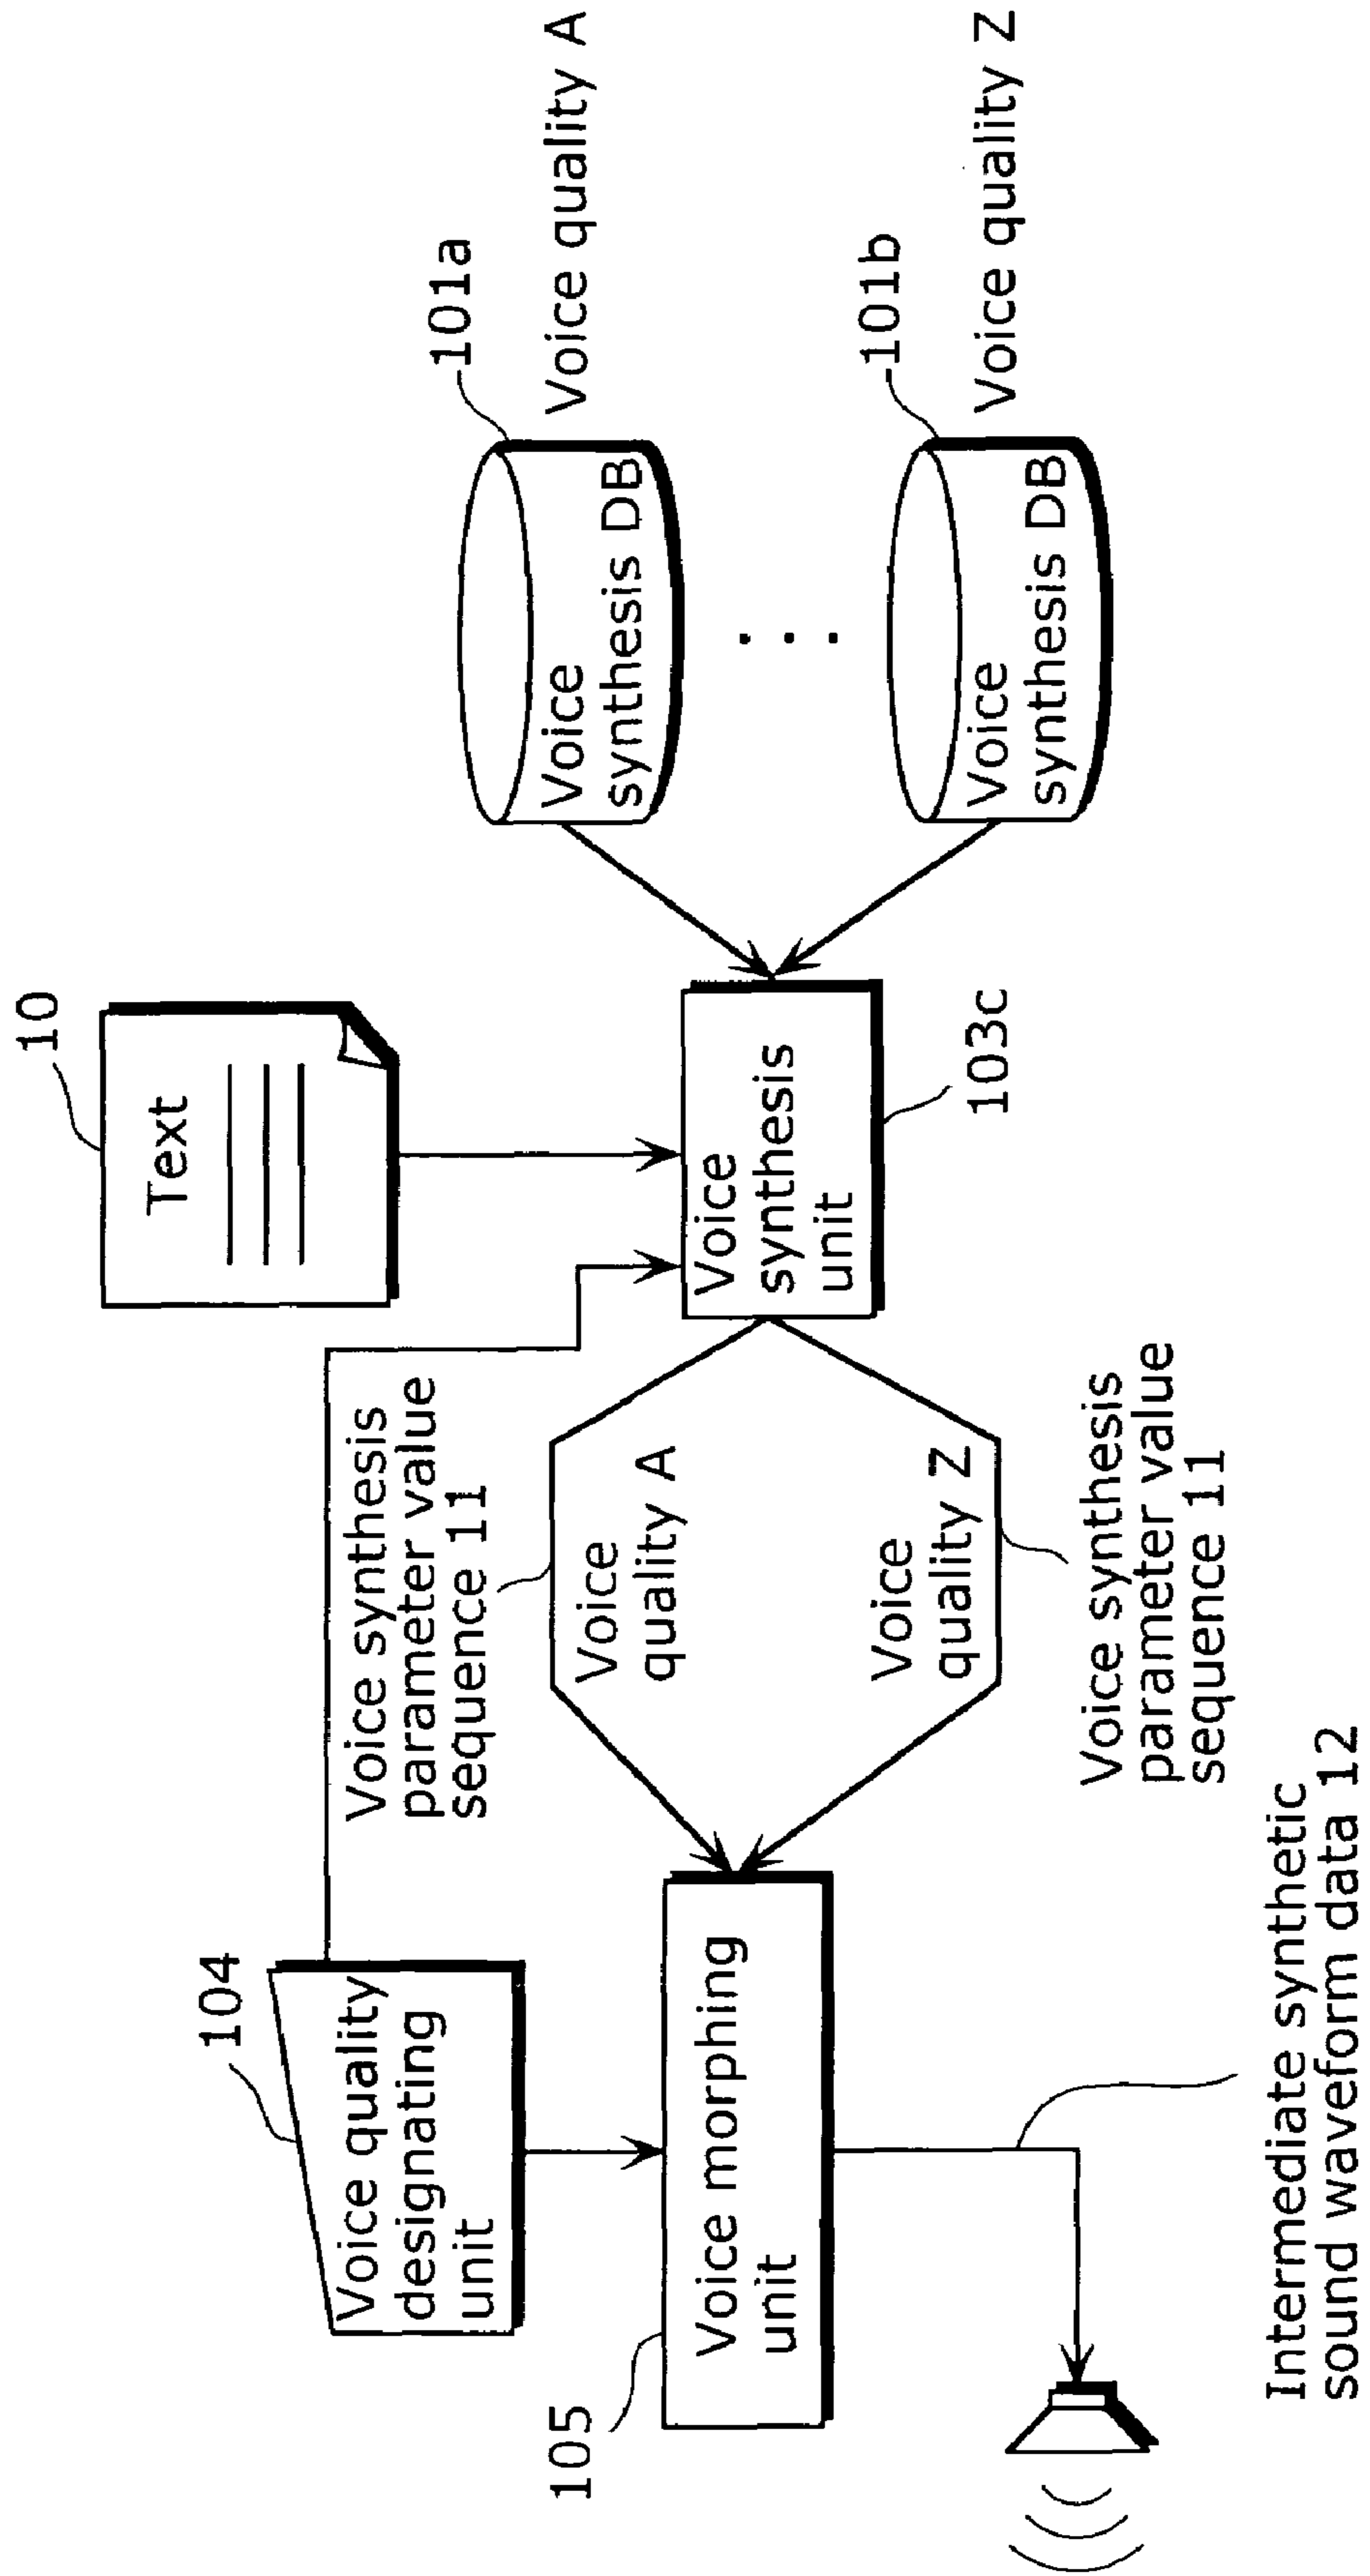 10
Text
104
Voice quality
designating
unit
Voice synthesis
parameter value
sequence 11
Voice
synthesis
unit
103c
101a
Voice quality A
Voice
synthesis DB
. . .
101b
Voice quality Z
Voice
synthesis DB
Voice
quality A
Voice
quality Z
Voice synthesis
parameter value
sequence 11
105
Voice morphing
unit
Intermediate synthetic
sound waveform data 12